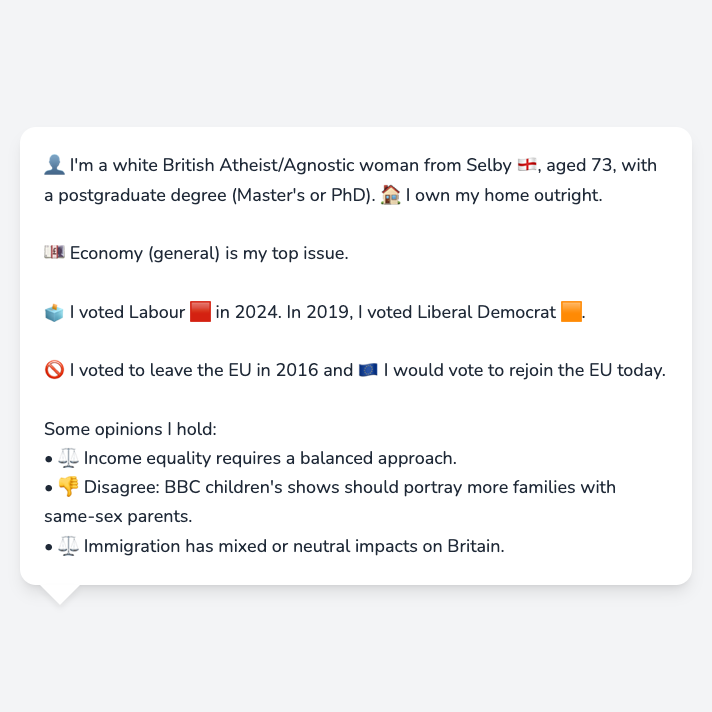 👤 I'm a white British Atheist/Agnostic woman from Selby 🏴󠁧󠁢󠁥󠁮󠁧󠁿, aged 73, with
a postgraduate degree (Master's or PhD). 🏠 I own my home outright.
💷 Economy (general) is my top issue.
🗳️ I voted Labour 🟥 in 2024. In 2019, I voted Liberal Democrat 🟧.
🚫 I voted to leave the EU in 2016 and 🇪🇺 I would vote to rejoin the EU today.
Some opinions I hold:
• ⚖️ Income equality requires a balanced approach.
• 👎 Disagree: BBC children's shows should portray more families with
same-sex parents.
• ⚖️ Immigration has mixed or neutral impacts on Britain.